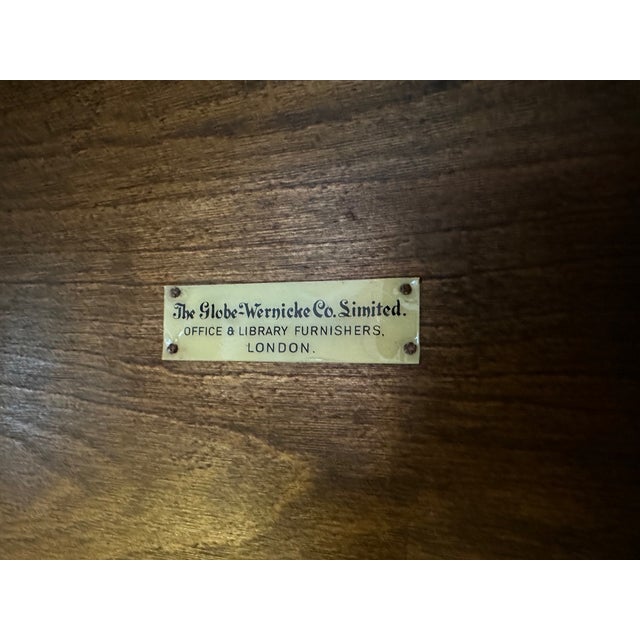 The Globe-Wernicke Co. Limited.
OFFICE & LIBRARY FURNISHERS,
LONDON.